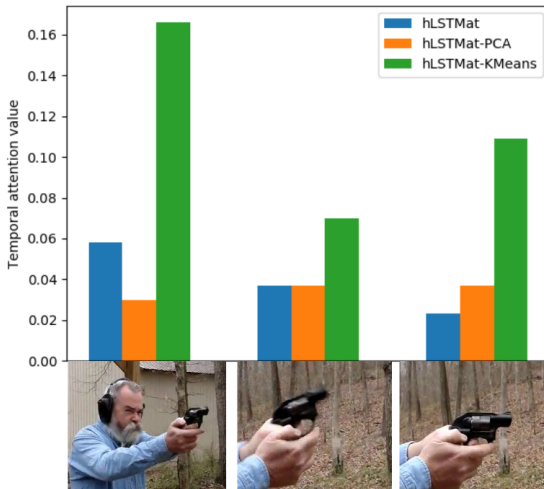 hLSTMat
hLSTMat-PCA
hLSTMat-KMeans
Temporal attention value
0.16
0.14
0.12
0.10
0.08
0.06
0.04
0.02
0.00